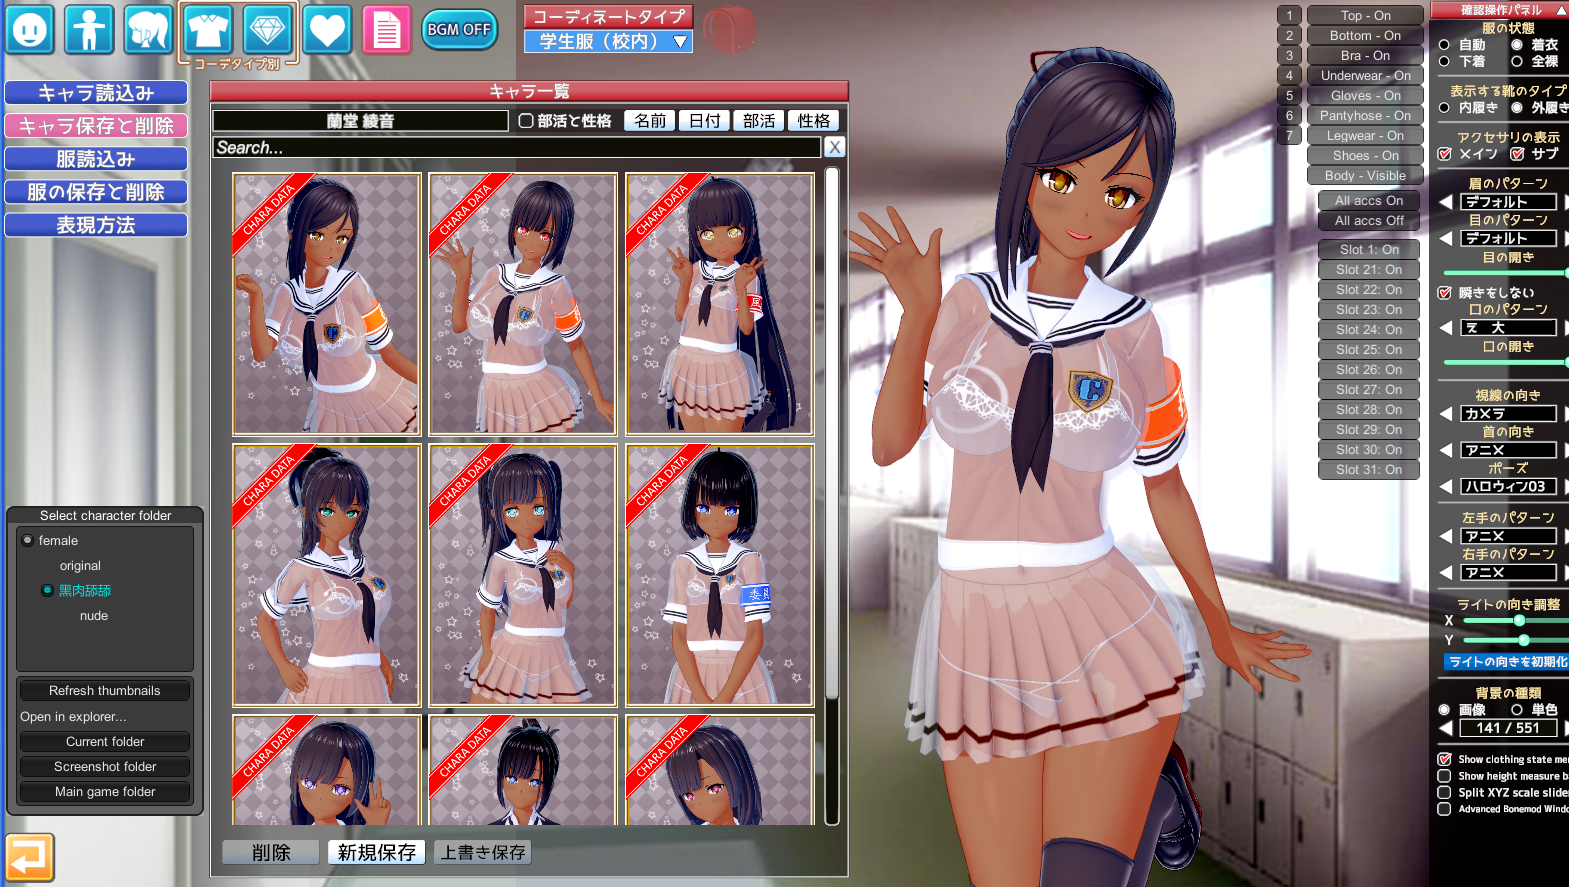 BGM OFF
コーデタイプ別
コーディネートタイプ
学生服（校内）
キャラ読込み
キャラ保存と削除
服読込み
服の保存と削除
表現方法
キャラ一覧
蘭堂 綾音
部活と性格
名前
日付
部活
性格
Search...
X
CHARA DATA
CHARA DATA
CHARA DATA
CHARA DATA
CHARA DATA
CHARA DATA
委員
CHARA DATA
CHARA DATA
CHARA DATA
削除
新規保存
上書き保存
Select character folder
female
original
黑肉舔舔
nude
Refresh thumbnails
Open in explorer...
Current folder
Screenshot folder
Main game folder
1
2
3
4
5
6
7
Top - On
Bottom - On
Bra - On
Underwear - On
Gloves - On
Pantyhose - On
Legwear - On
Shoes - On
Body - Visible
All accs On
All accs Off
Slot 1: On
Slot 21: On
Slot 22: On
Slot 23: On
Slot 24: On
Slot 25: On
Slot 26: On
Slot 27: On
Slot 28: On
Slot 29: On
Slot 30: On
Slot 31: On
確認操作パネル
服の状態
自動 着衣
下着 全裸
表示する靴のタイプ
内履き 外履き
アクセサリの表示
メイン サブ
眉のパターン
デフォルト
目のパターン
デフォルト
目の開き
瞬きをしない
口のパターン
え 大
口の開き
視線の向き
カメラ
首の向き
アニメ
ポーズ
ハロウィン03
左手のパターン
アニメ
右手のパターン
アニメ
ライトの向き調整
X
Y
ライトの向きを初期化
背景の種類
画像 単色
141 / 551
Show clothing state me
Show height measure b
Split XYZ scale slide
Advanced Bonemod Wind